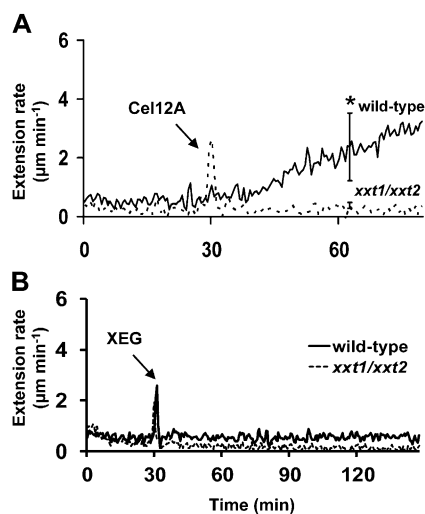 A
6
4
2
0
Extension rate
(µm min⁻¹)
Cel12A
* wild-type
xxt1/xxt2
0 30 60
B
6
4
2
0
Extension rate
(µm min⁻¹)
XEG
wild-type
xxt1/xxt2
0 30 60 90 120
Time (min)